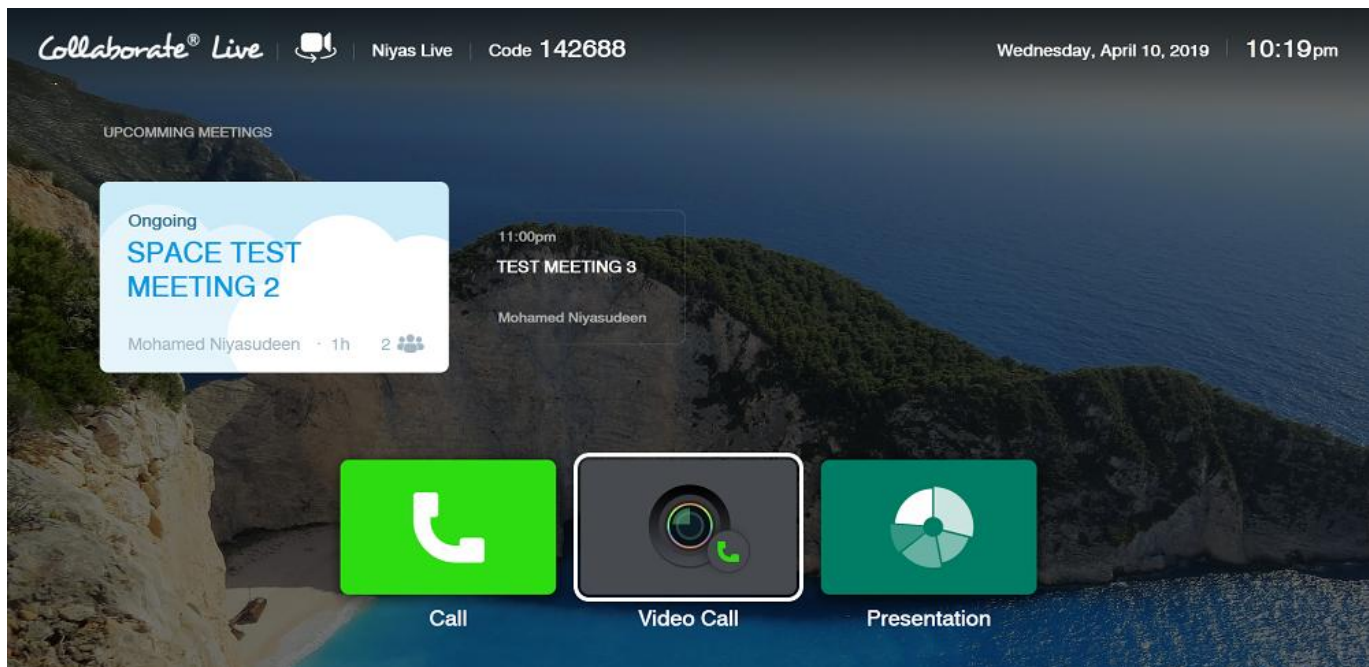 Collaborate® Live Niyas Live Code 142688 Wednesday, April 10, 2019 10:19pm
UPCOMMING MEETINGS
Ongoing
SPACE TEST
MEETING 2
Mohamed Niyasudeen · 1h 2
11:00pm
TEST MEETING 3
Mohamed Niyasudeen
Call Video Call Presentation